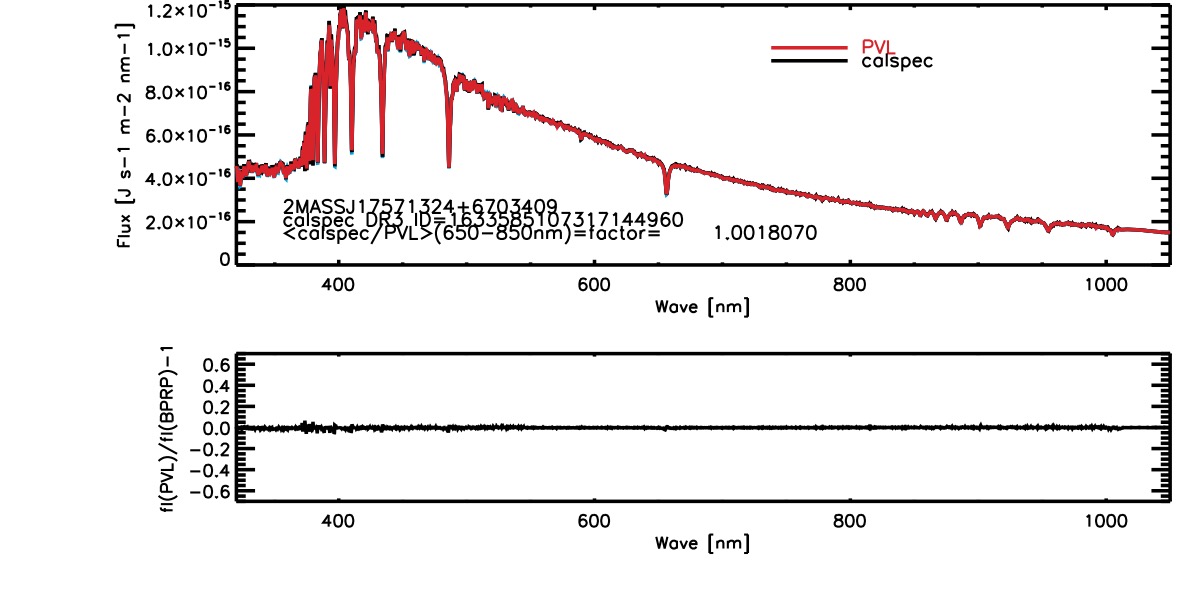 1.2×10−15
1.0×10−15
8.0×10−16
6.0×10−16
4.0×10−16
2.0×10−16
0
Flux [J s−1 m−2 nm−1]
PVL
calspec
2MASSJ17571324+6703409
calspec DR3_ID=1633585107317144960
<calspec/PVL>(650−850nm)=factor= 1.0018070
400 600 800 1000
Wave [nm]
0.6
0.4
0.2
0.0
−0.2
−0.4
−0.6
fl(PVL)/fl(BPRP)−1
400 600 800 1000
Wave [nm]